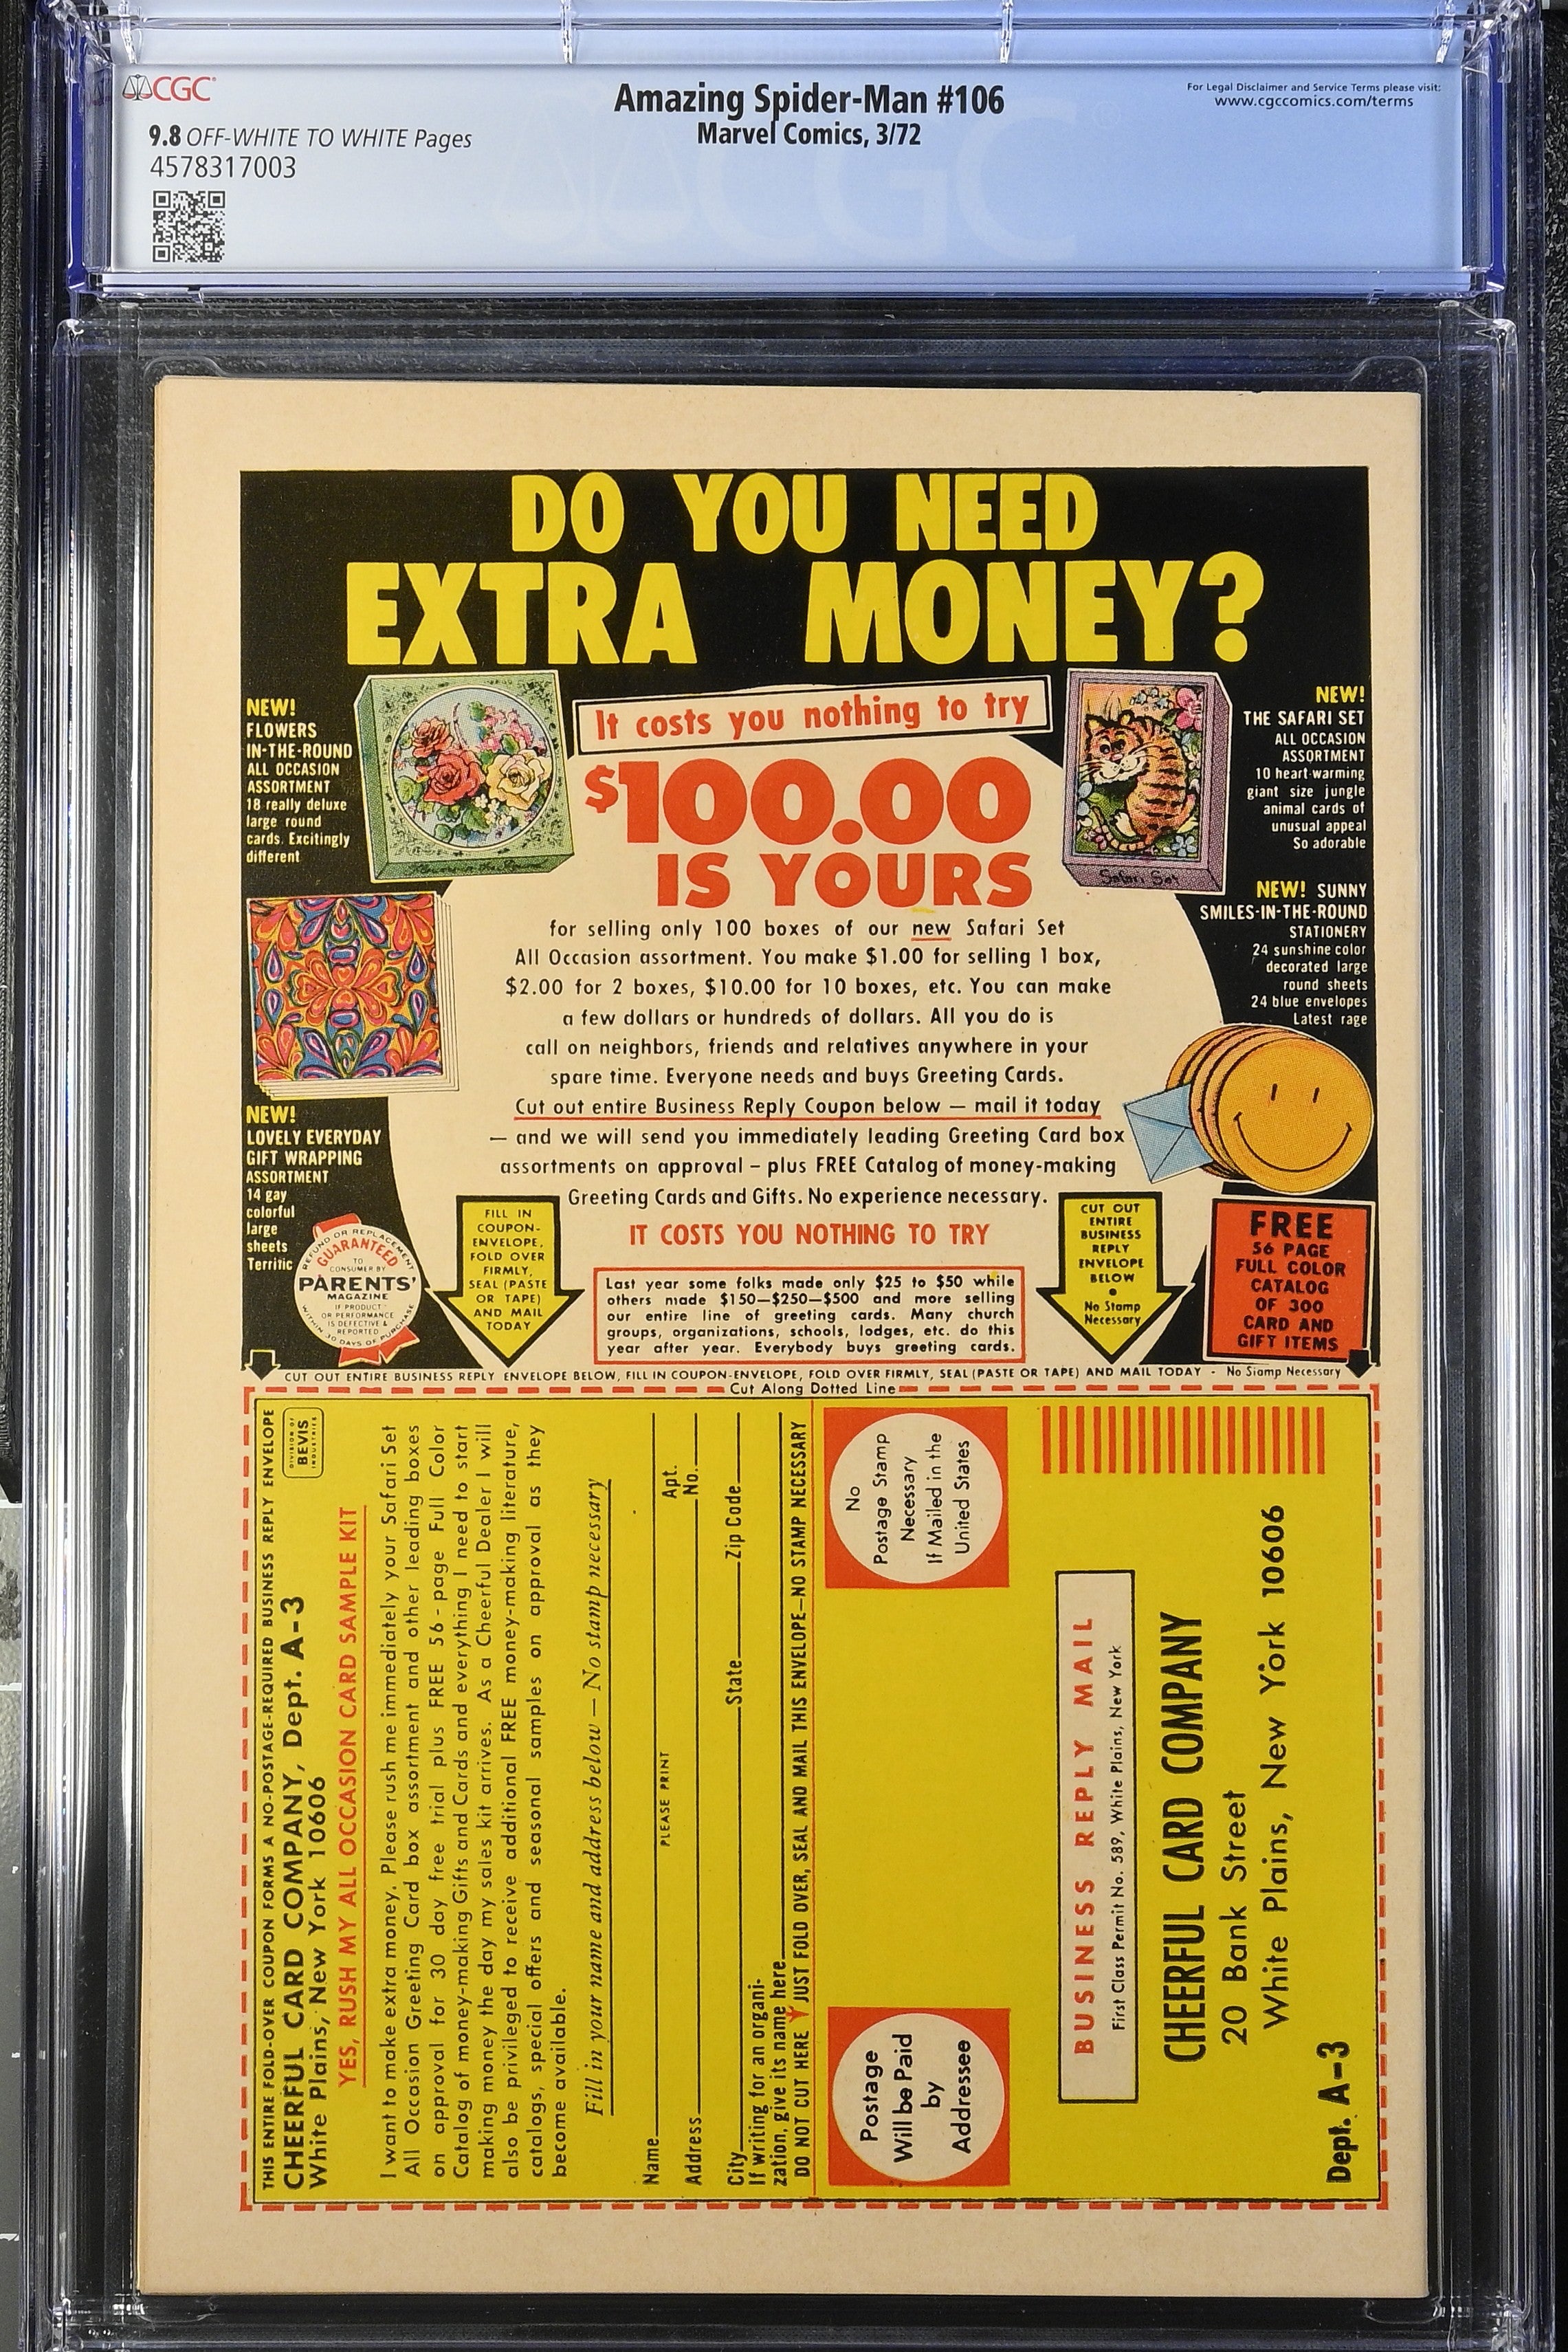 CGC
Amazing Spider-Man #106
Marvel Comics, 3/72
For Legal Disclaimer and Service Terms please visit:
www.cgccomics.com/terms
9.8 OFF-WHITE TO WHITE Pages
4578317003
DO YOU NEED
EXTRA MONEY?
It costs you nothing to try
NEW!
FLOWERS
IN-THE-ROUND
ALL OCCASION
ASSORTMENT
18 really deluxe
large round
cards. Excitingly
different
NEW!
THE SAFARI SET
ALL OCCASION
ASSORTMENT
10 heart-warming
giant size jungle
animal cards of
unusual appeal
So adorable
Safari Set
$100.00
IS YOURS
for selling only 100 boxes of our new Safari Set
All Occasion assortment. You make $1.00 for selling 1 box,
$2.00 for 2 boxes, $10.00 for 10 boxes, etc. You can make
a few dollars or hundreds of dollars. All you do is
call on neighbors, friends and relatives anywhere in your
spare time. Everyone needs and buys Greeting Cards.
Cut out entire Business Reply Coupon below — mail it today
— and we will send you immediately leading Greeting Card box
assortments on approval – plus FREE Catalog of money-making
Greeting Cards and Gifts. No experience necessary.
IT COSTS YOU NOTHING TO TRY
NEW! SUNNY
SMILES-IN-THE-ROUND
STATIONERY
24 sunshine color
decorated large
round sheets
24 blue envelopes
Latest rage
NEW!
LOVELY EVERYDAY
GIFT WRAPPING
ASSORTMENT
14 gay
colorful
large
sheets
Terrific
REFUND OR REPLACEMENT
GUARANTEED
TO
CONSUMER BY
PARENTS'
MAGAZINE
IF PRODUCT
OR PERFORMANCE
IS DEFECTIVE &
REPORTED
WITHIN 30 DAYS OF PURCHASE
FILL IN
COUPON-
ENVELOPE,
FOLD OVER
FIRMLY,
SEAL (PASTE
OR TAPE)
AND MAIL
TODAY
Last year some folks made only $25 to $50 while
others made $150—$250—$500 and more selling
our entire line of greeting cards. Many church
groups, organizations, schools, lodges, etc. do this
year after year. Everybody buys greeting cards.
CUT OUT
ENTIRE
BUSINESS
REPLY
ENVELOPE
BELOW
•
No Stamp
Necessary
FREE
56 PAGE
FULL COLOR
CATALOG
OF 300
CARD AND
GIFT ITEMS
CUT OUT ENTIRE BUSINESS REPLY ENVELOPE BELOW, FILL IN COUPON-ENVELOPE, FOLD OVER FIRMLY, SEAL (PASTE OR TAPE) AND MAIL TODAY - No Stamp Necessary
Cut Along Dotted Line
THIS ENTIRE FOLD-OVER COUPON FORMS A NO-POSTAGE-REQUIRED BUSINESS REPLY ENVELOPE
CHEERFUL CARD COMPANY, Dept. A-3
White Plains, New York 10606
DIVISION OF
BEVIS
INDUSTRIES
YES, RUSH MY ALL OCCASION CARD SAMPLE KIT
I want to make extra money. Please rush me immediately your Safari Set
All Occasion Greeting Card box assortment and other leading boxes
on approval for 30 day free trial plus FREE 56-page Full Color
Catalog of money-making Gifts and Cards and everything I need to start
making money the day my sales kit arrives. As a Cheerful Dealer I will
also be privileged to receive additional FREE money-making literature,
catalogs, special offers and seasonal samples on approval as they
become available.
Fill in your name and address below — No stamp necessary
Name
PLEASE PRINT
Address Apt. No.
City State Zip Code
If writing for an organi-
zation, give its name here
DO NOT CUT HERE JUST FOLD OVER, SEAL AND MAIL THIS ENVELOPE—NO STAMP NECESSARY
No
Postage Stamp
Necessary
If Mailed in the
United States
Postage
Will be Paid
by
Addressee
BUSINESS REPLY MAIL
First Class Permit No. 589, White Plains, New York
CHEERFUL CARD COMPANY
20 Bank Street
White Plains, New York 10606
Dept. A-3